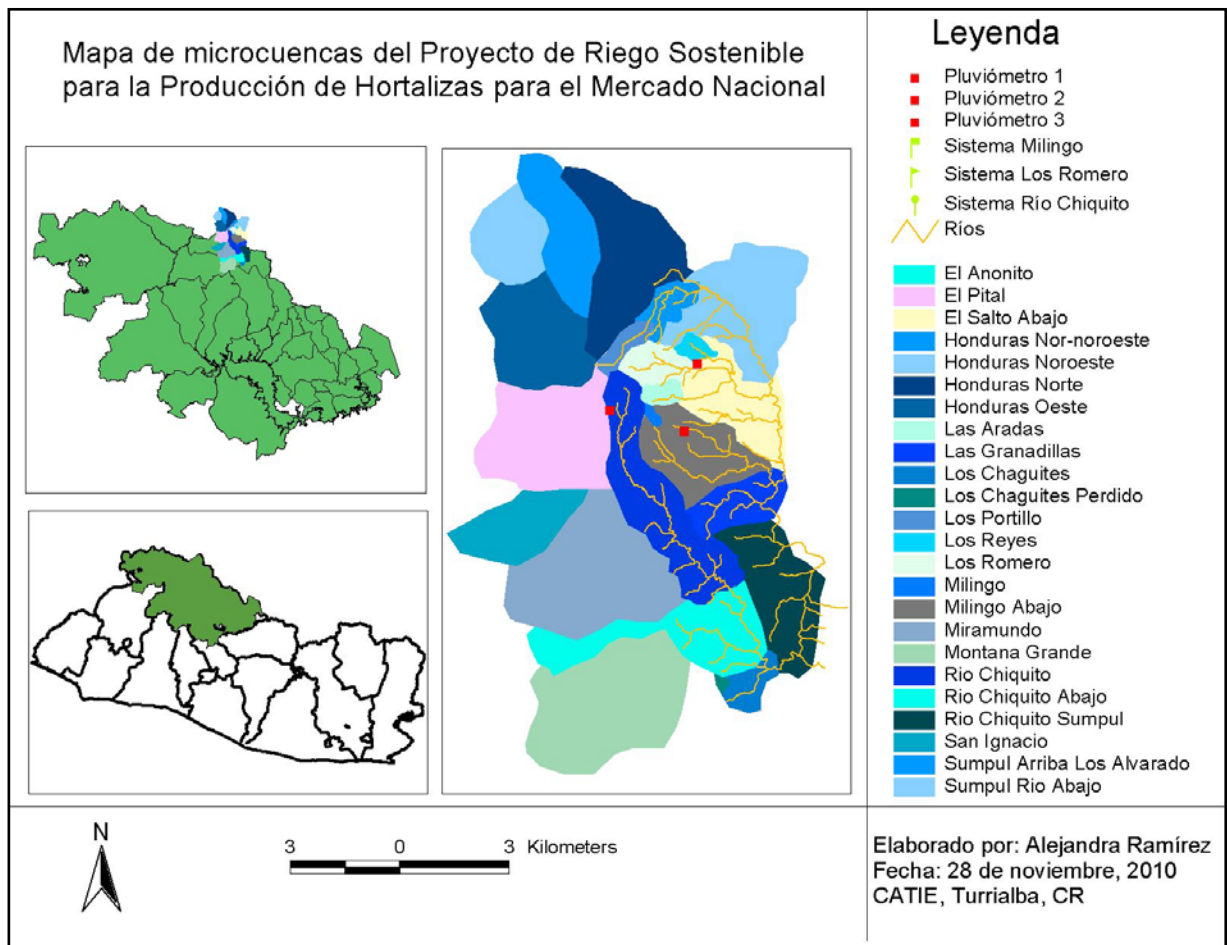 Mapa de microcuencas del Proyecto de Riego Sostenible
para la Producción de Hortalizas para el Mercado Nacional
Leyenda
Pluviómetro 1
Pluviómetro 2
Pluviómetro 3
Sistema Milingo
Sistema Los Romero
Sistema Río Chiquito
Ríos
El Anonito
El Pital
El Salto Abajo
Honduras Nor-noroeste
Honduras Noroeste
Honduras Norte
Honduras Oeste
Las Aradas
Las Granadillas
Los Chaguites
Los Chaguites Perdido
Los Portillo
Los Reyes
Los Romero
Milingo
Milingo Abajo
Miramundo
Montana Grande
Rio Chiquito
Rio Chiquito Abajo
Rio Chiquito Sumpul
San Ignacio
Sumpul Arriba Los Alvarado
Sumpul Rio Abajo
N
3 0 3 Kilometers
Elaborado por: Alejandra Ramírez
Fecha: 28 de noviembre, 2010
CATIE, Turrialba, CR